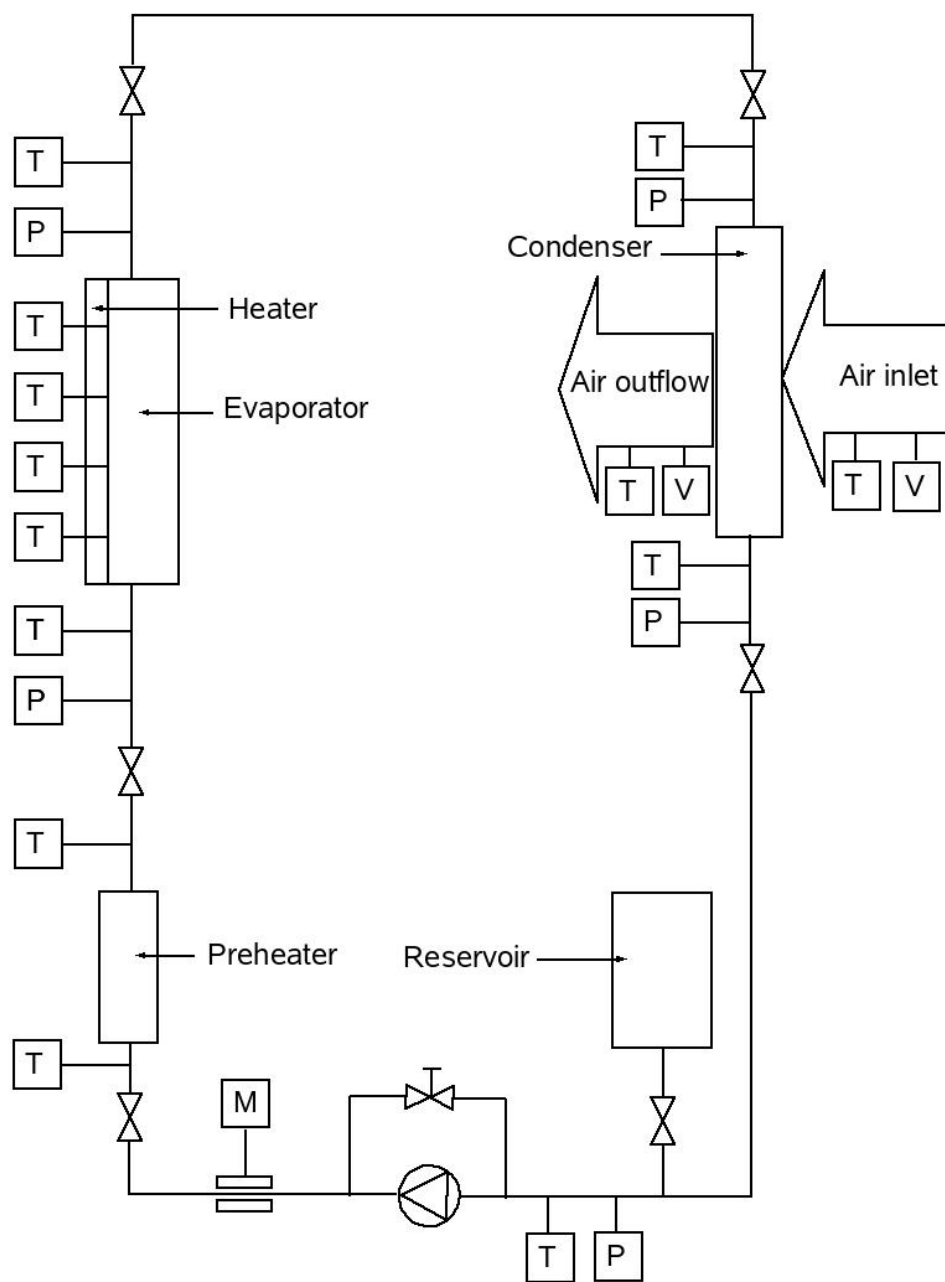 T
T
P
P
Condenser
Heater
T
Air outflow
Air inlet
T
Evaporator
T
T
V
T
V
T
T
T
P
P
T
Preheater
Reservoir
T
M
T
P